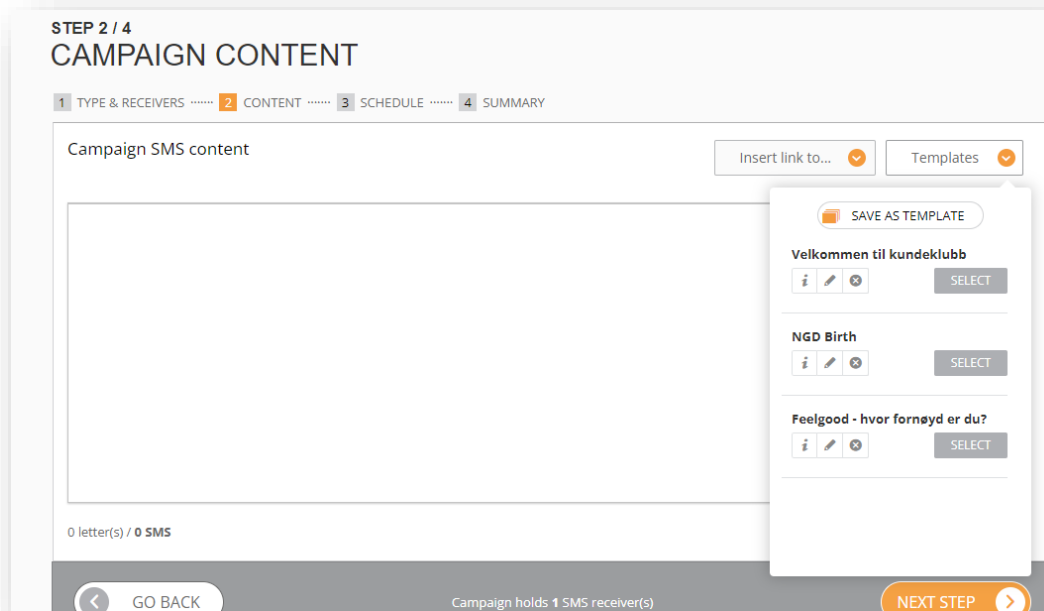 STEP 2 / 4
CAMPAIGN CONTENT
1 TYPE & RECEIVERS ······ 2 CONTENT ······ 3 SCHEDULE ······ 4 SUMMARY
Campaign SMS content
Insert link to...
Templates
SAVE AS TEMPLATE
Velkommen til kundeklubb
i SELECT
NGD Birth
i SELECT
Feelgood - hvor fornøyd er du?
i SELECT
0 letter(s) / 0 SMS
GO BACK
Campaign holds 1 SMS receiver(s)
NEXT STEP